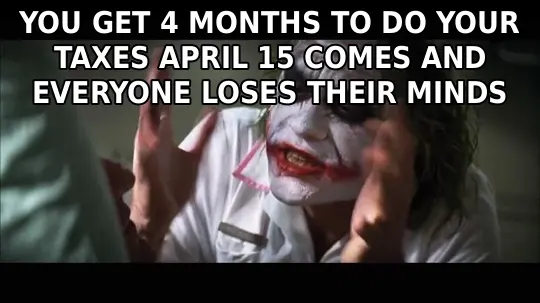 YOU GET 4 MONTHS TO DO YOUR
TAXES APRIL 15 COMES AND
EVERYONE LOSES THEIR MINDS